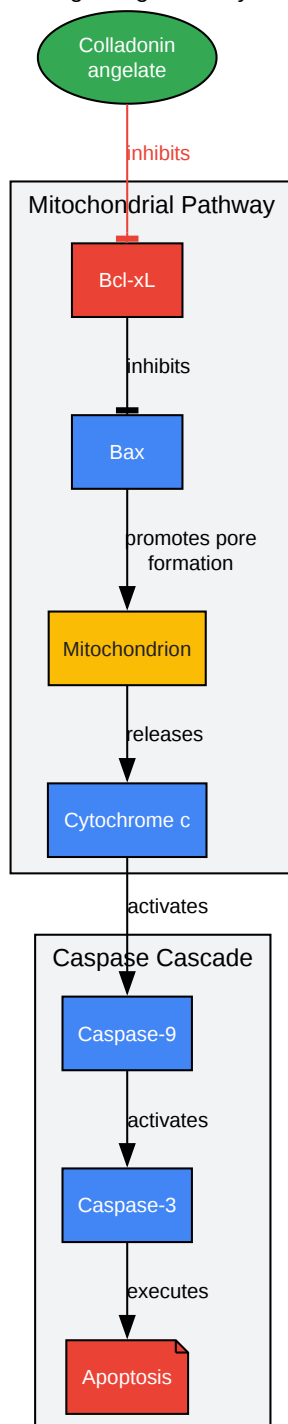 Colladonin
angelate
inhibits
Mitochondrial Pathway
Bcl-xL
inhibits
Bax
promotes pore
formation
Mitochondrion
releases
Cytochrome c
activates
Caspase Cascade
Caspase-9
activates
Caspase-3
executes
Apoptosis